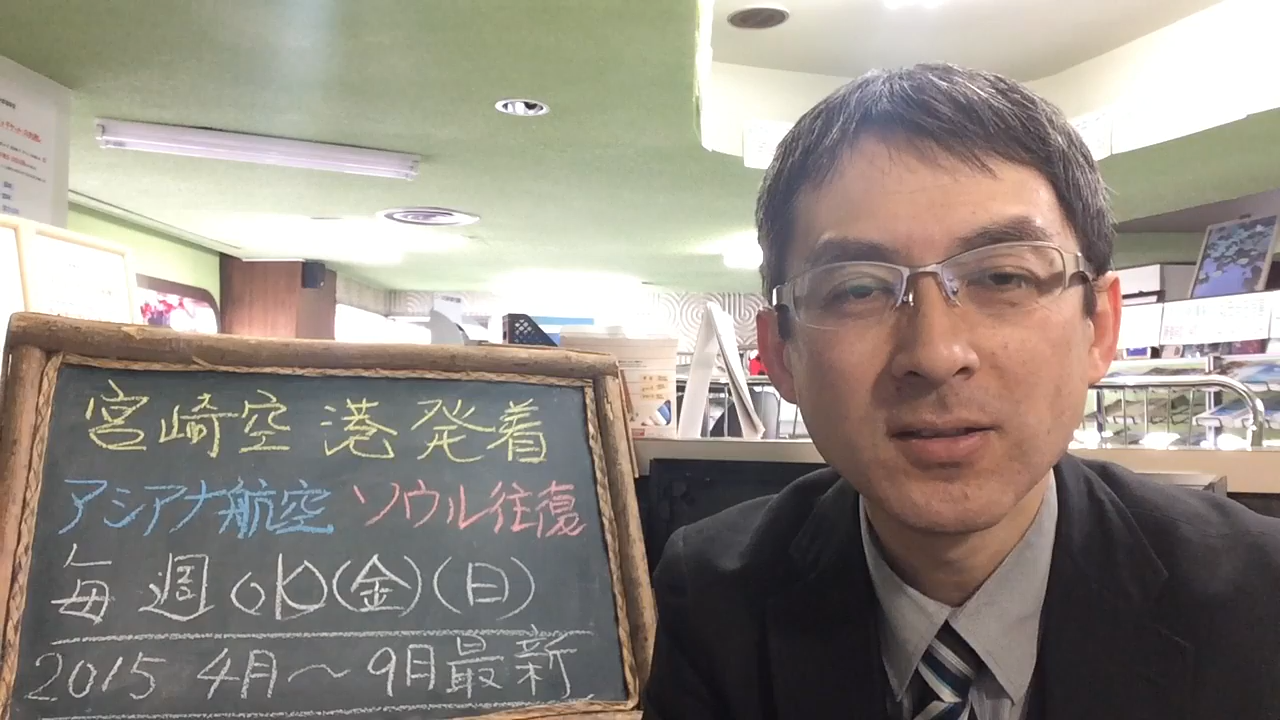 宮崎空港発着
アシアナ航空 ソウル往復
毎週(水)(金)(日)
2015 4月〜9月最新